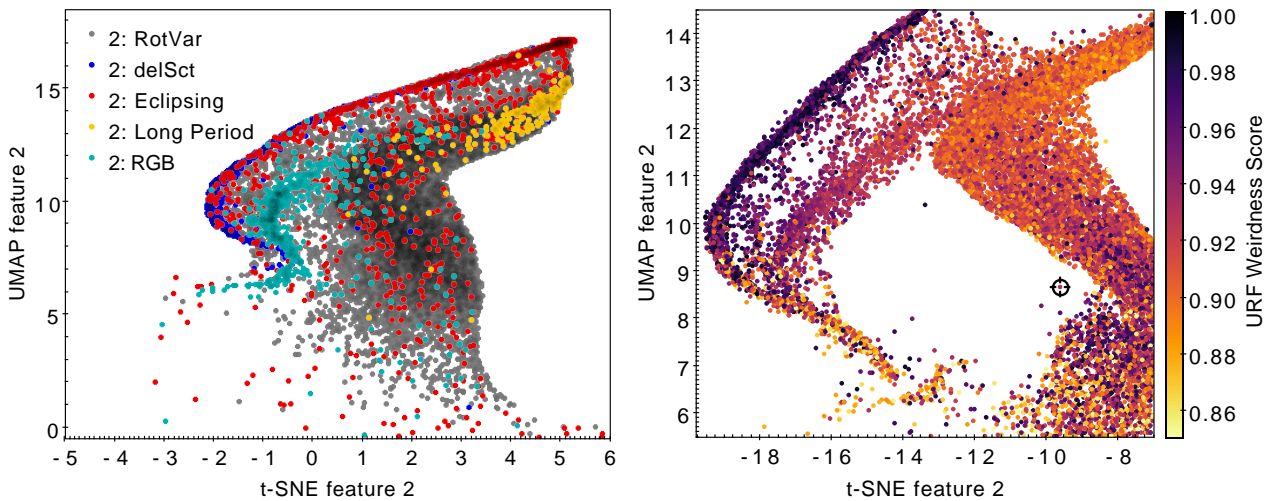 2: RotVar
2: delSct
2: Eclipsing
2: Long Period
2: RGB
UMAP feature 2
15
10
5
0
-5 -4 -3 -2 -1 0 1 2 3 4 5 6
t-SNE feature 2
UMAP feature 2
14
13
12
11
10
9
8
7
6
-18 -16 -14 -12 -10 -8
t-SNE feature 2
1.00
0.98
0.96
0.94
0.92
0.90
0.88
0.86
URF Weirdness Score